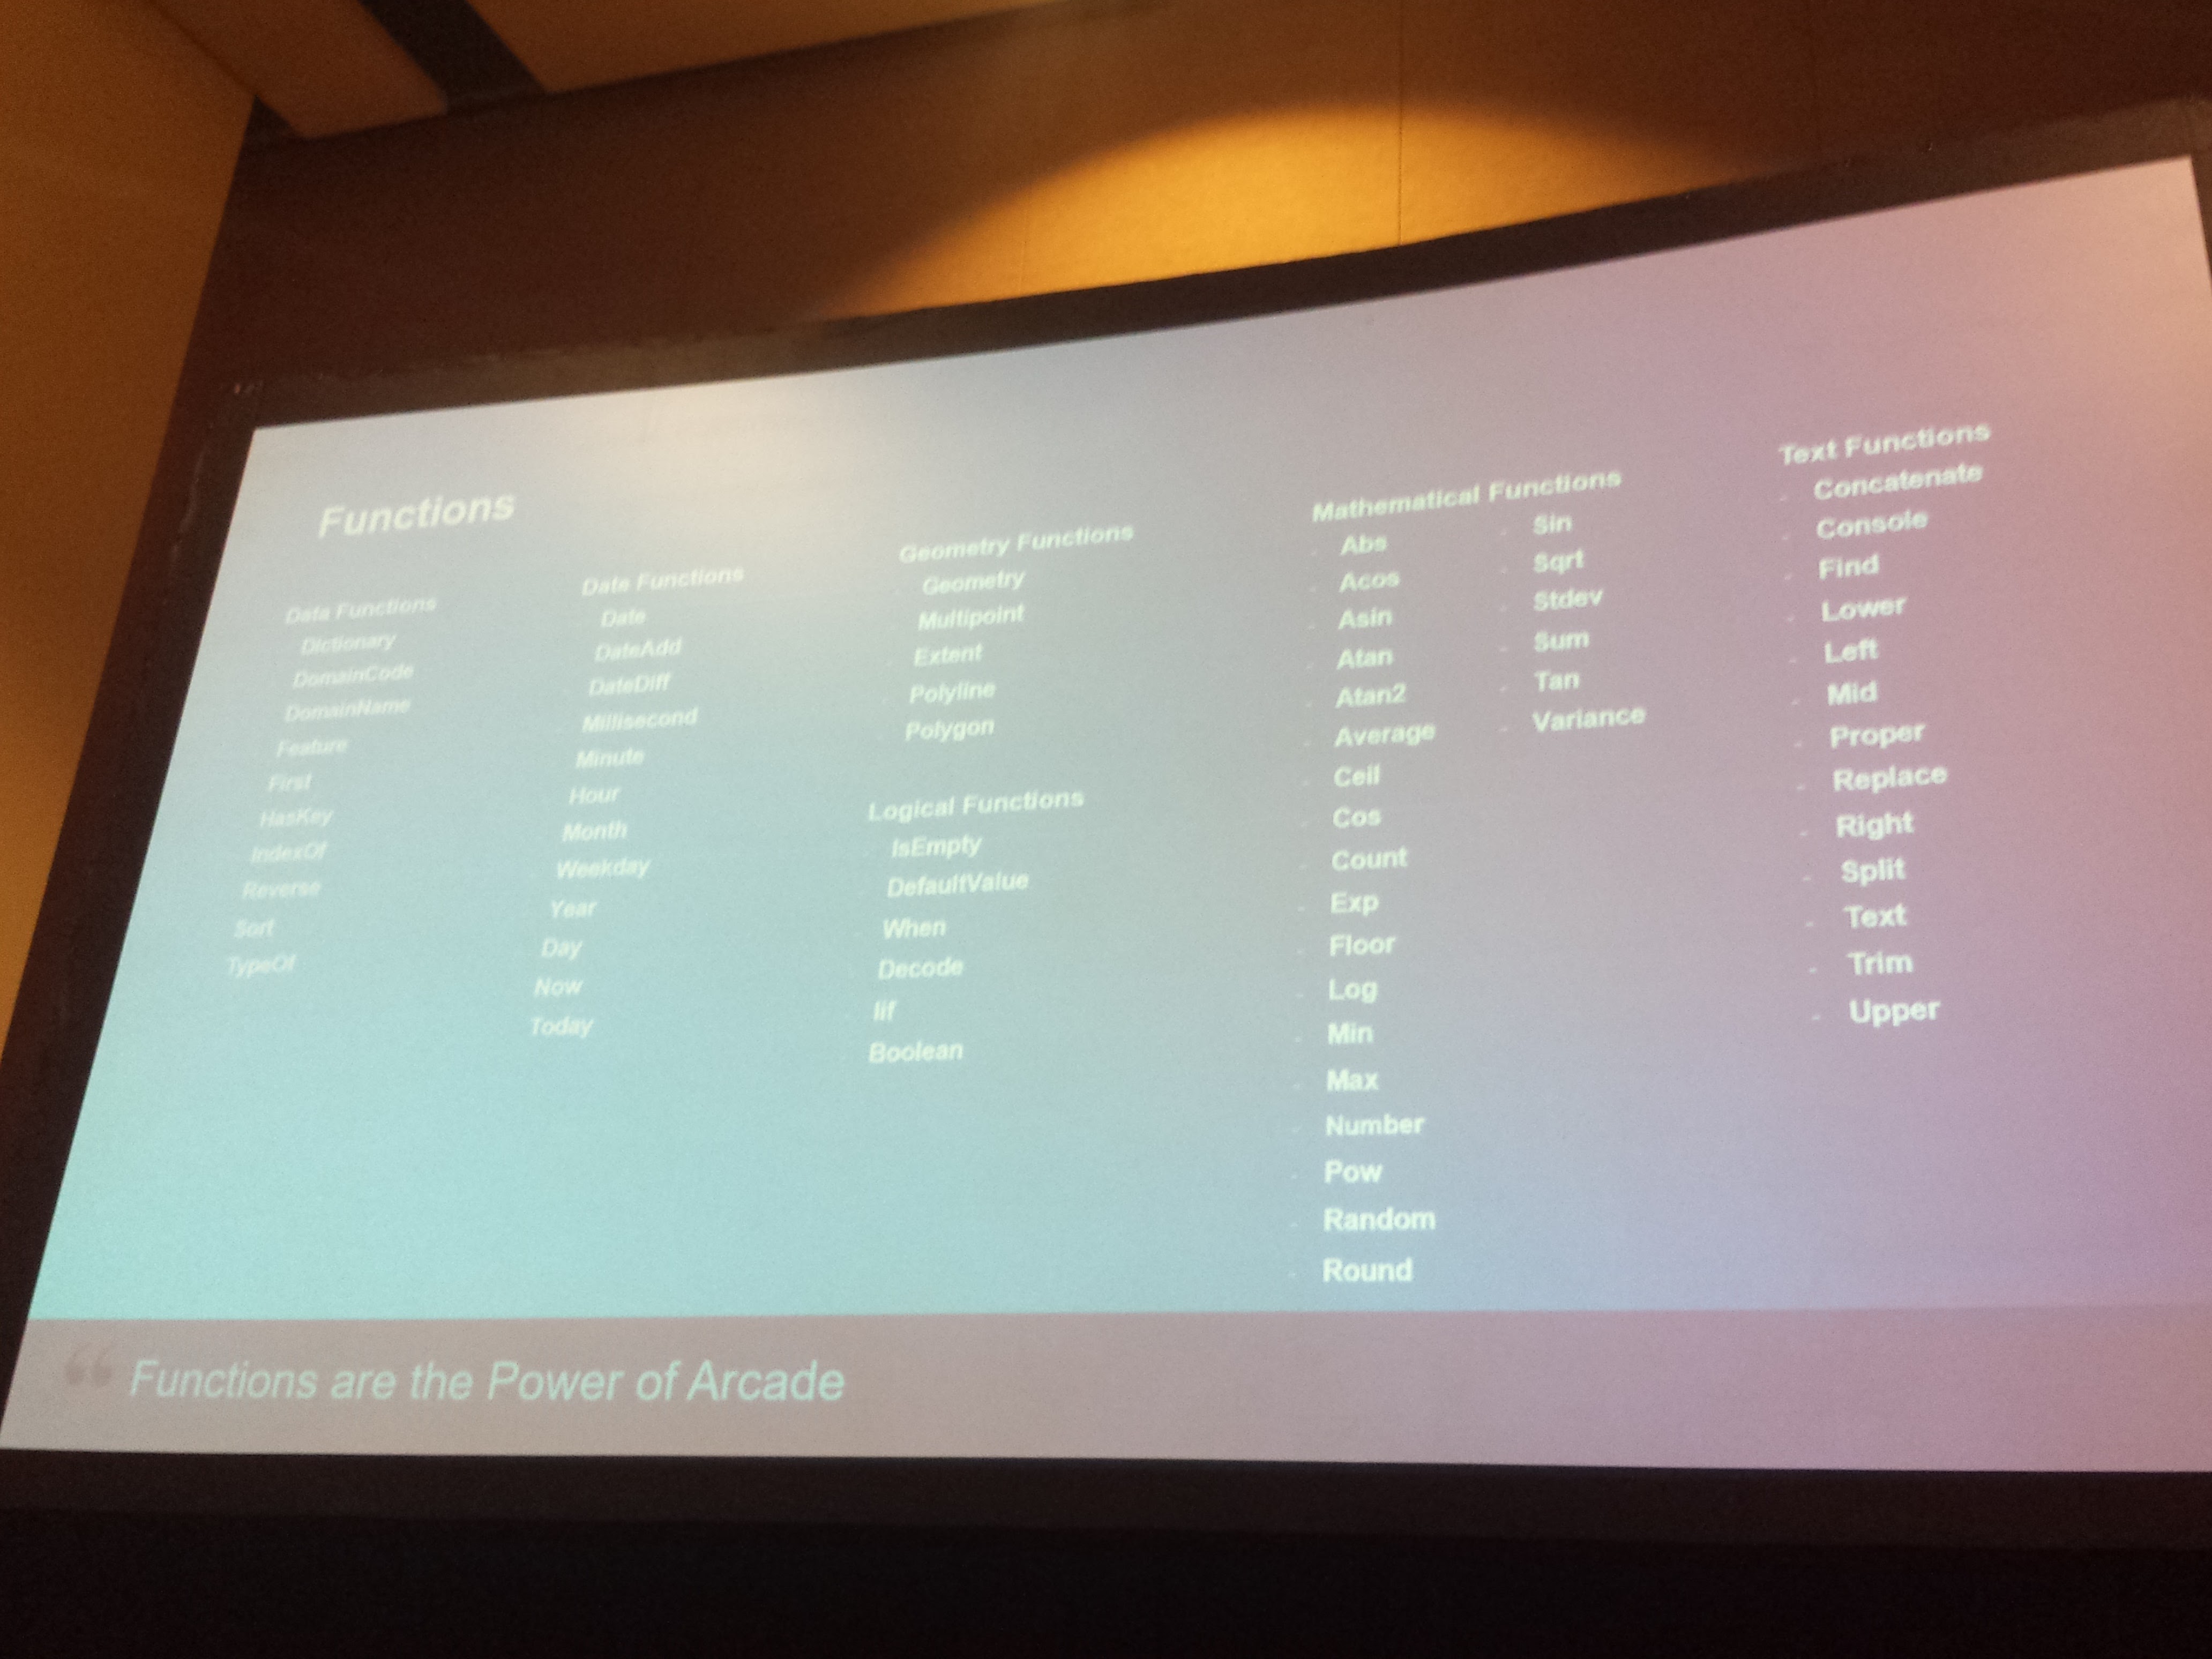 Functions
Data Functions
Dictionary
DomainCode
DomainName
Feature
First
HasKey
IndexOf
Reverse
Sort
TypeOf
Date Functions
Date
DateAdd
DateDiff
Millisecond
Minute
Hour
Month
Weekday
Year
Day
Now
Today
Geometry Functions
Geometry
Multipoint
Extent
Polyline
Polygon
Logical Functions
IsEmpty
DefaultValue
When
Decode
Iif
Boolean
Mathematical Functions
- Abs
- Acos
- Asin
- Atan
- Atan2
- Average
- Ceil
- Cos
- Count
- Exp
- Floor
- Log
- Min
- Max
- Number
- Pow
- Random
- Round
- Sin
- Sqrt
- Stdev
- Sum
- Tan
- Variance
Text Functions
- Concatenate
- Console
- Find
- Lower
- Left
- Mid
- Proper
- Replace
- Right
- Split
- Text
- Trim
- Upper
“ Functions are the Power of Arcade